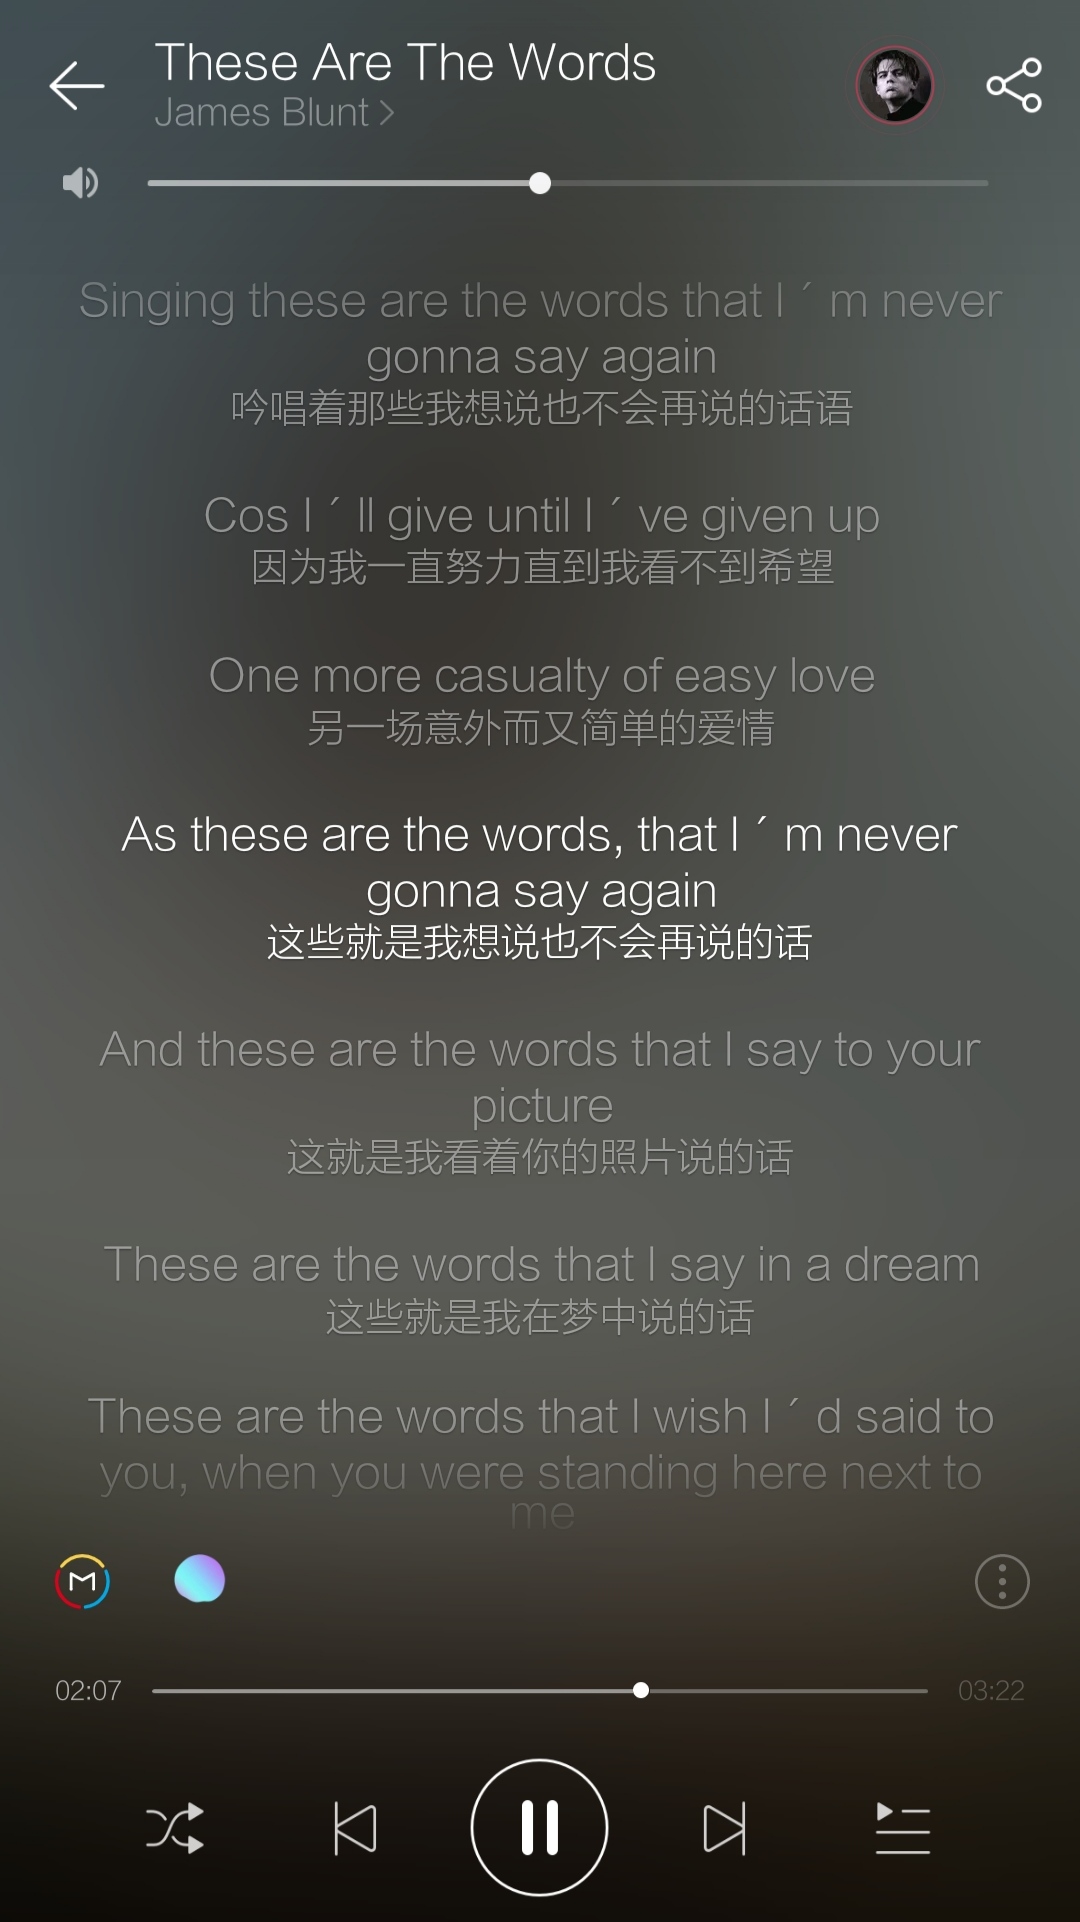 These Are The Words
James Blunt
Singing these are the words that I ´ m never
gonna say again
吟唱着那些我想说也不会再说的话语
Cos I ´ ll give until I ´ ve given up
因为我一直努力直到我看不到希望
One more casualty of easy love
另一场意外而又简单的爱情
As these are the words, that I ´ m never
gonna say again
这些就是我想说也不会再说的话
And these are the words that I say to your
picture
这就是我看着你的照片说的话
These are the words that I say in a dream
这些就是我在梦中说的话
These are the words that I wish I ´ d said to
you, when you were standing here next to
me
M
02:07
03:22